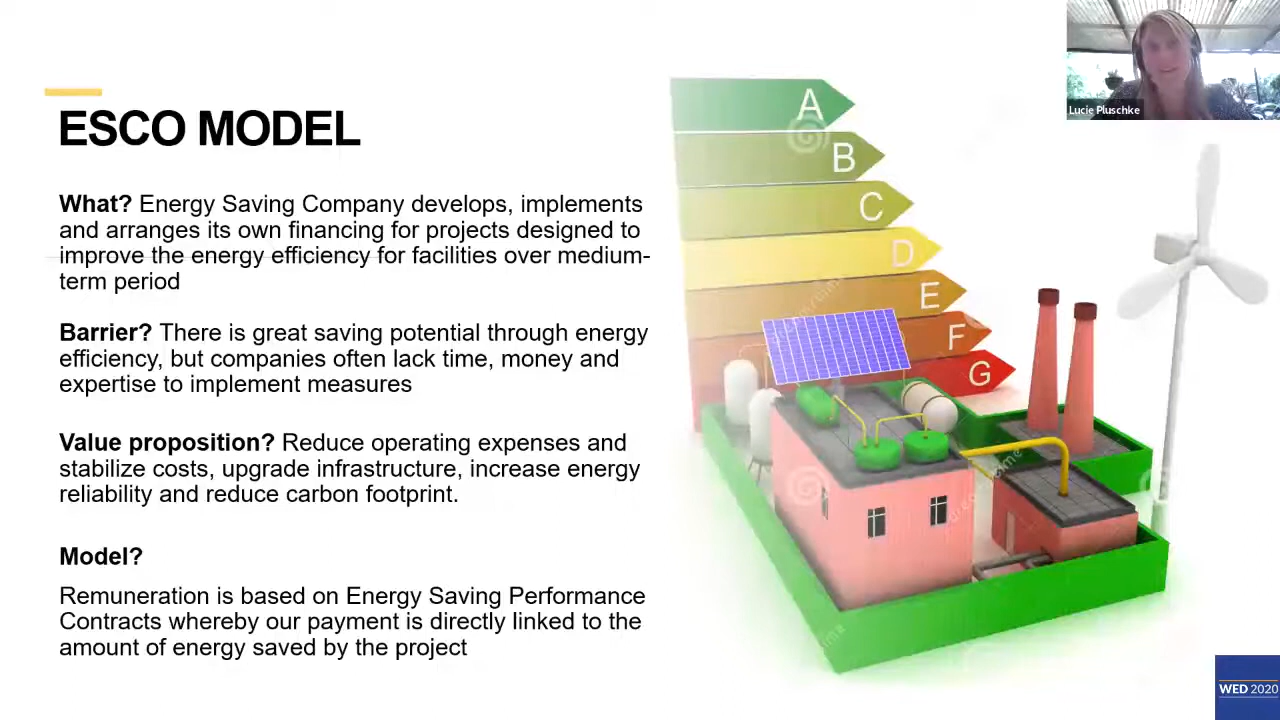 ESCO MODEL
What? Energy Saving Company develops, implements
and arranges its own financing for projects designed to
improve the energy efficiency for facilities over medium-
term period
Barrier? There is great saving potential through energy
efficiency, but companies often lack time, money and
expertise to implement measures
Value proposition? Reduce operating expenses and
stabilize costs, upgrade infrastructure, increase energy
reliability and reduce carbon footprint.
Model?
Remuneration is based on Energy Saving Performance
Contracts whereby our payment is directly linked to the
amount of energy saved by the project
A
B
C
D
E
F
G
Lucie Pluschke
WED 2020